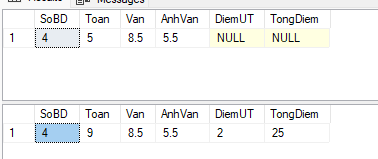 Results Messages
SoBD Toan Van AnhVan DiemUT TongDiem
1 4 5 8.5 5.5 NULL NULL
SoBD Toan Van AnhVan DiemUT TongDiem
1 4 9 8.5 5.5 2 25